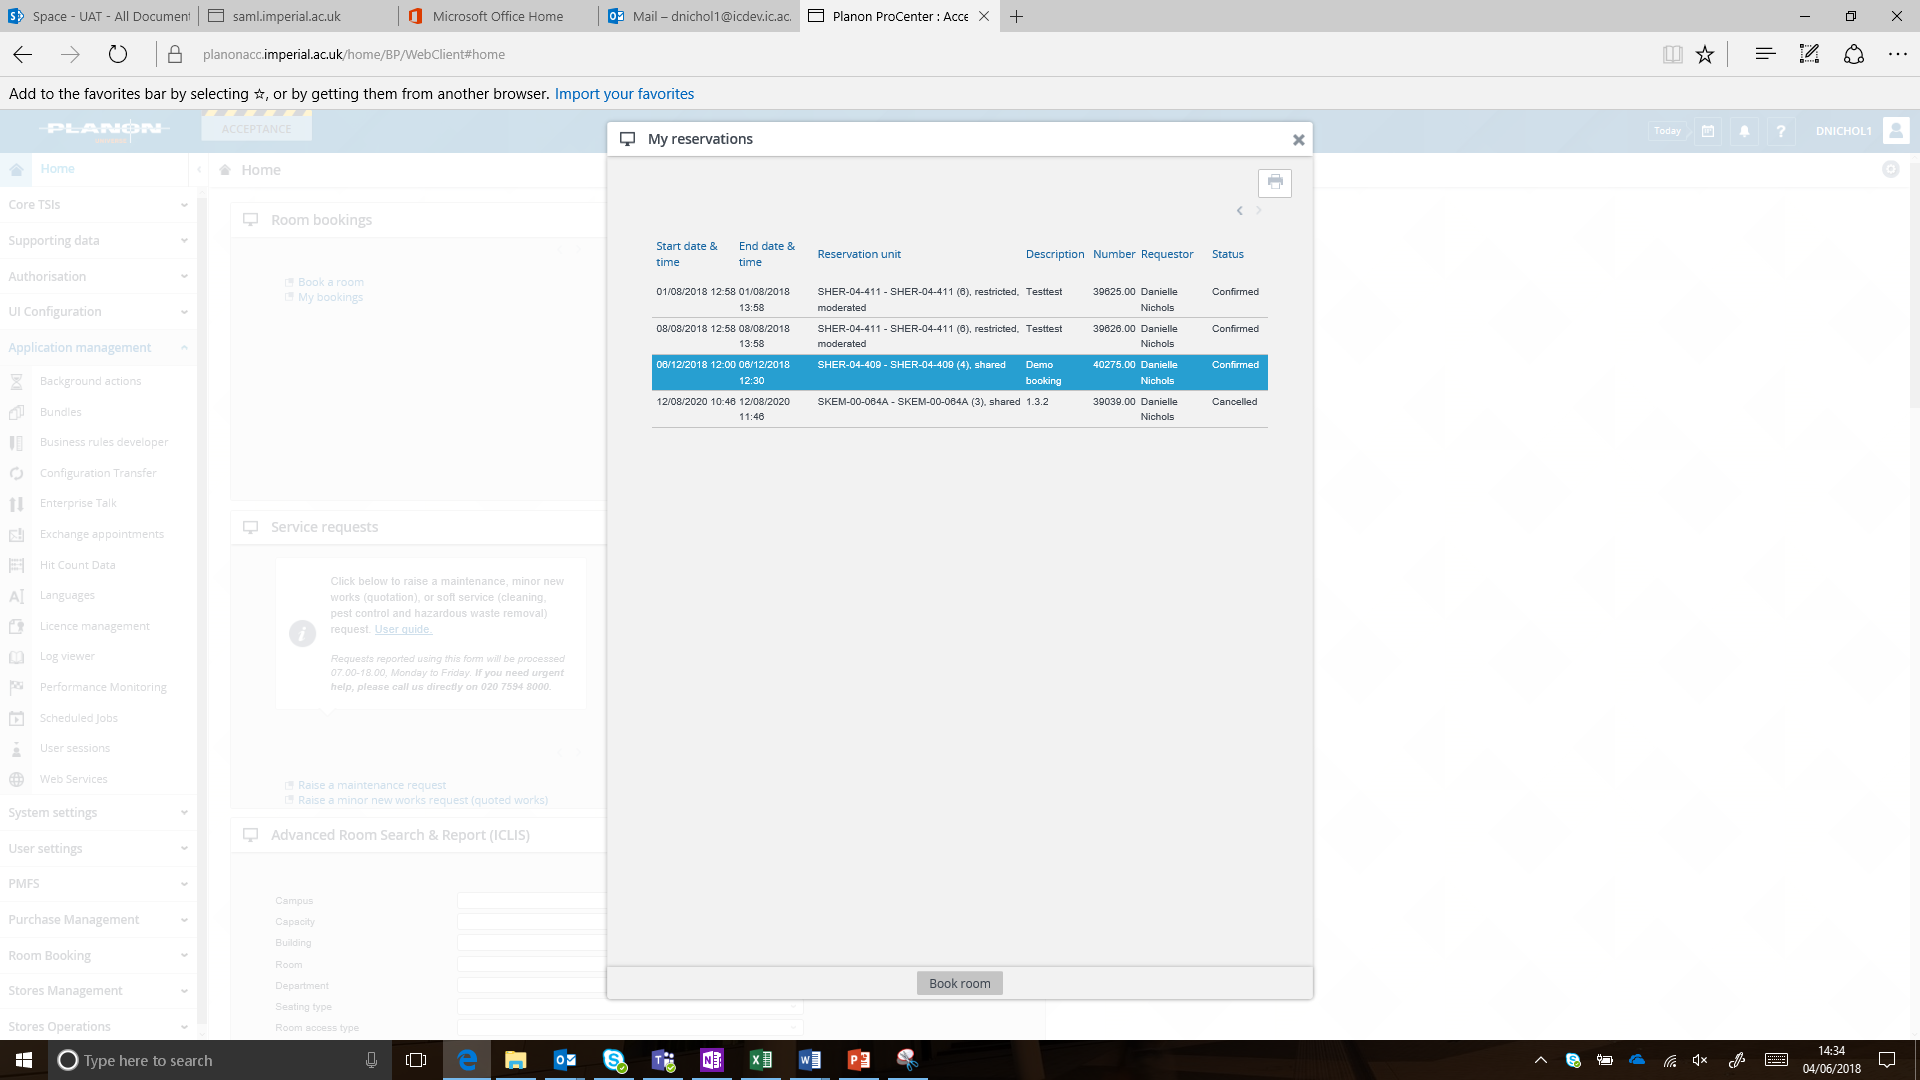 Space - UAT - All Document
saml.imperial.ac.uk
Microsoft Office Home
Mail – dnichol1@icdev.ic.ac.
Planon ProCenter : Acce
planonacc.imperial.ac.uk/home/BP/WebClient#home
Add to the favorites bar by selecting ☆, or by getting them from another browser. Import your favorites
PLANON
ACCEPTANCE
Today
DNICHOL1
Home
Home
Core TSIs
Supporting data
Authorisation
UI Configuration
Application management
Background actions
Bundles
Business rules developer
Configuration Transfer
Enterprise Talk
Exchange appointments
Hit Count Data
Languages
Licence management
Log viewer
Performance Monitoring
Scheduled Jobs
User sessions
Web Services
System settings
User settings
PMFS
Purchase Management
Room Booking
Stores Management
Stores Operations
Room bookings
Book a room
My bookings
Service requests
Click below to raise a maintenance, minor new
works (quotation), or soft service (cleaning,
pest control and hazardous waste removal)
request. User guide.
Requests reported using this form will be processed
07.00-18.00, Monday to Friday. If you need urgent
help, please call us directly on 020 7594 8000.
Raise a maintenance request
Raise a minor new works request (quoted works)
Advanced Room Search & Report (ICLIS)
Campus
Capacity
Building
Room
Department
Seating type
Room access type
My reservations
Start date & time End date & time Reservation unit Description Number Requestor Status
01/08/2018 12:58 01/08/2018 13:58 SHER-04-411 - SHER-04-411 (6), restricted, moderated Testtest 39625.00 Danielle Nichols Confirmed
08/08/2018 12:58 08/08/2018 13:58 SHER-04-411 - SHER-04-411 (6), restricted, moderated Testtest 39626.00 Danielle Nichols Confirmed
06/12/2018 12:00 06/12/2018 12:30 SHER-04-409 - SHER-04-409 (4), shared Demo booking 40275.00 Danielle Nichols Confirmed
12/08/2020 10:46 12/08/2020 11:46 SKEM-00-064A - SKEM-00-064A (3), shared 1.3.2 39039.00 Danielle Nichols Cancelled
Book room
Type here to search
14:34
04/06/2018